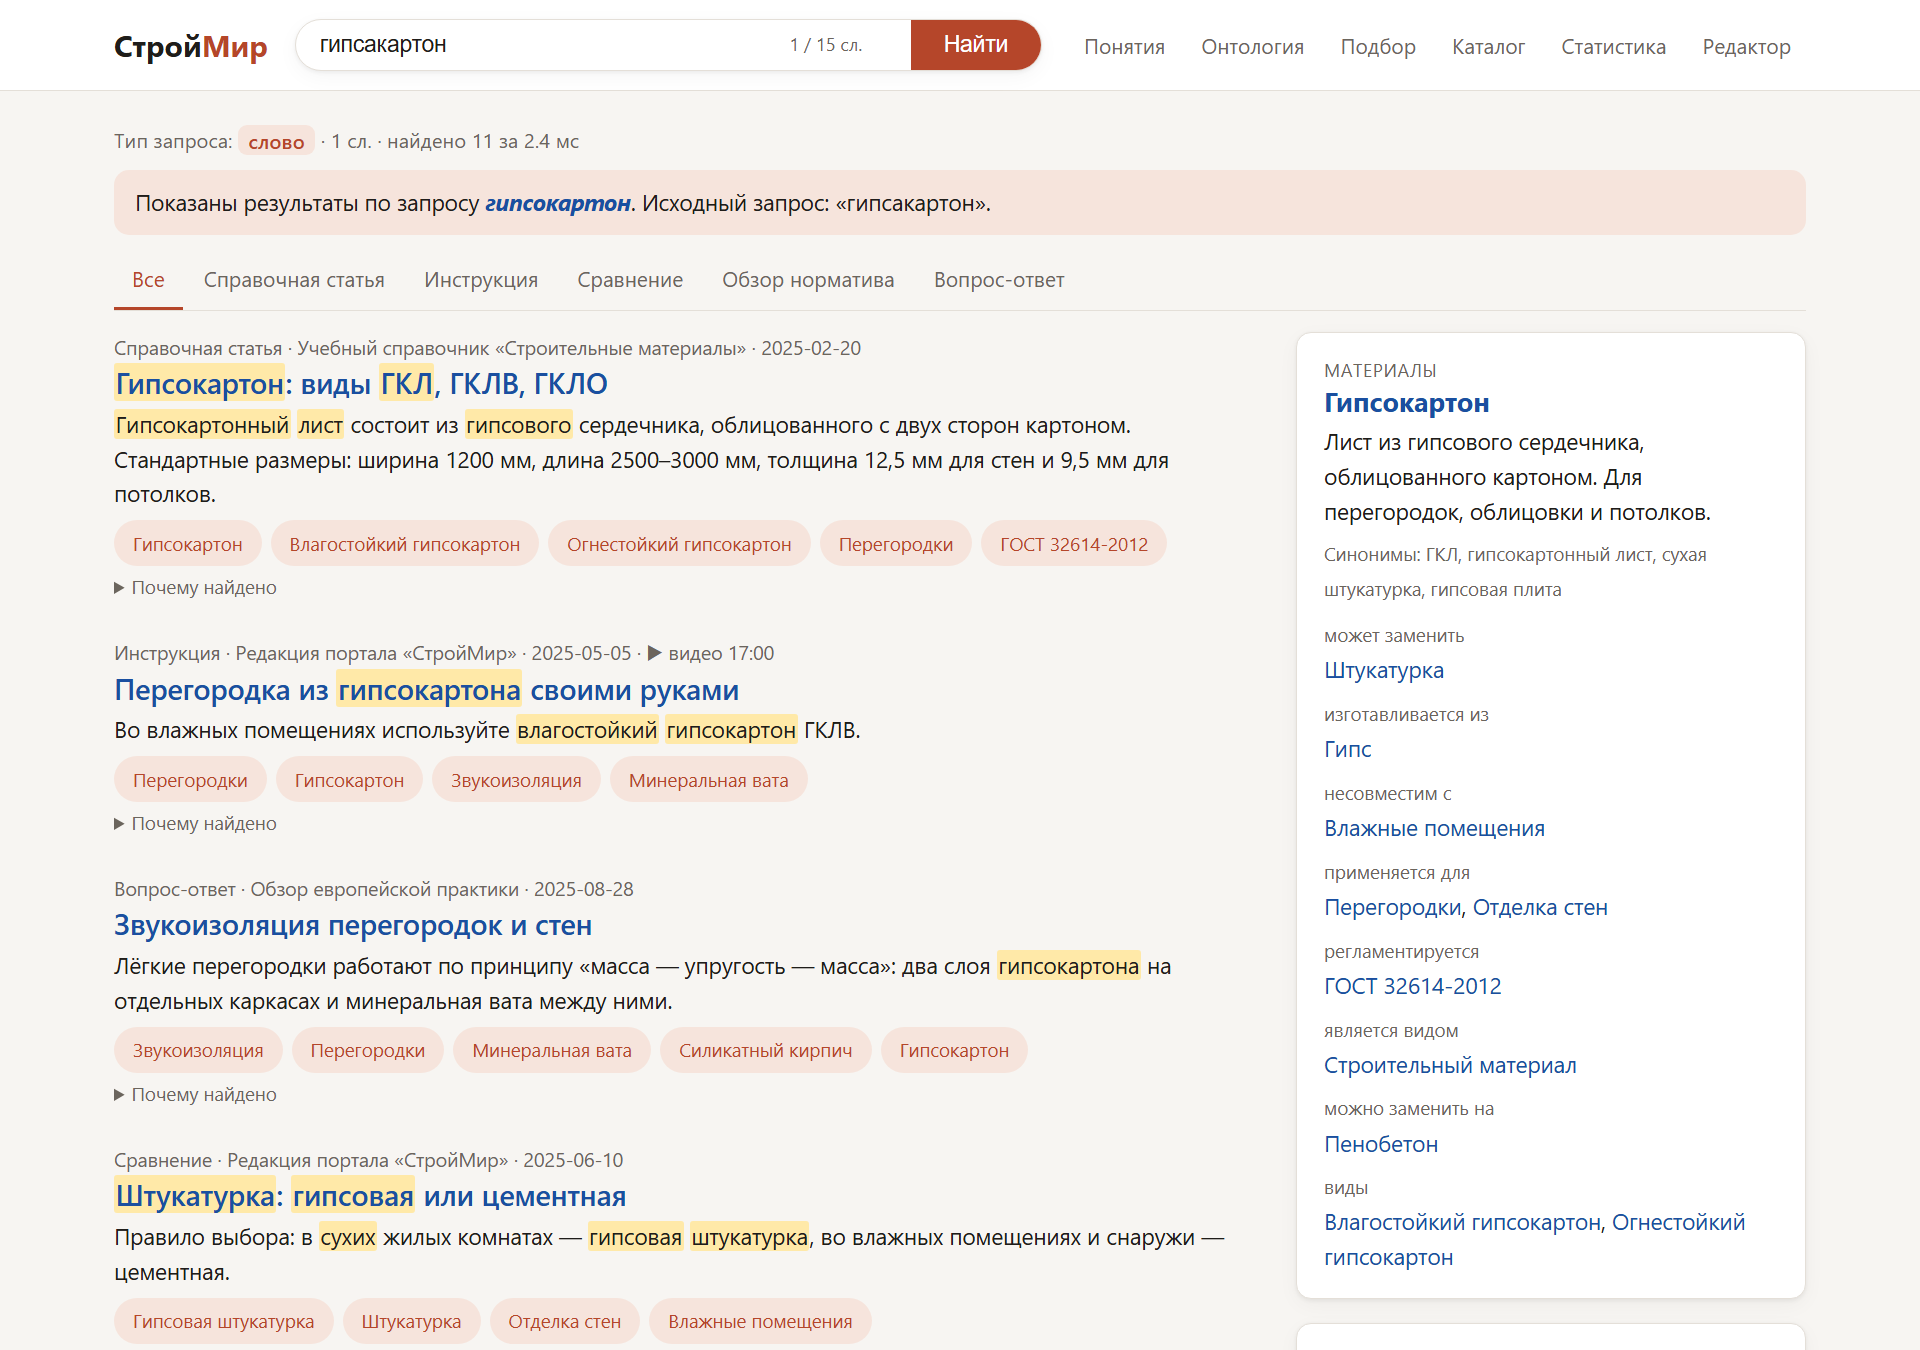 СтройМир
гипсакартон
1 / 15 сл.
Найти
Понятия
Онтология
Подбор
Каталог
Статистика
Редактор
Тип запроса: слово · 1 сл. · найдено 11 за 2.4 мс
Показаны результаты по запросу гипсокартон. Исходный запрос: «гипсакартон».
Все
Справочная статья
Инструкция
Сравнение
Обзор норматива
Вопрос-ответ
Справочная статья · Учебный справочник «Строительные материалы» · 2025-02-20
Гипсокартон: виды ГКЛ, ГКЛВ, ГКЛО
Гипсокартонный лист состоит из гипсового сердечника, облицованного с двух сторон картоном.
Стандартные размеры: ширина 1200 мм, длина 2500–3000 мм, толщина 12,5 мм для стен и 9,5 мм для
потолков.
Гипсокартон
Влагостойкий гипсокартон
Огнестойкий гипсокартон
Перегородки
ГОСТ 32614-2012
▶ Почему найдено
Инструкция · Редакция портала «СтройМир» · 2025-05-05 · ▶ видео 17:00
Перегородка из гипсокартона своими руками
Во влажных помещениях используйте влагостойкий гипсокартон ГКЛВ.
Перегородки
Гипсокартон
Звукоизоляция
Минеральная вата
▶ Почему найдено
Вопрос-ответ · Обзор европейской практики · 2025-08-28
Звукоизоляция перегородок и стен
Лёгкие перегородки работают по принципу «масса — упругость — масса»: два слоя гипсокартона на
отдельных каркасах и минеральная вата между ними.
Звукоизоляция
Перегородки
Минеральная вата
Силикатный кирпич
Гипсокартон
▶ Почему найдено
Сравнение · Редакция портала «СтройМир» · 2025-06-10
Штукатурка: гипсовая или цементная
Правило выбора: в сухих жилых комнатах — гипсовая штукатурка, во влажных помещениях и снаружи —
цементная.
Гипсовая штукатурка
Штукатурка
Отделка стен
Влажные помещения
МАТЕРИАЛЫ
Гипсокартон
Лист из гипсового сердечника,
облицованного картоном. Для
перегородок, облицовки и потолков.
Синонимы: ГКЛ, гипсокартонный лист, сухая
штукатурка, гипсовая плита
может заменить
Штукатурка
изготавливается из
Гипс
несовместим с
Влажные помещения
применяется для
Перегородки, Отделка стен
регламентируется
ГОСТ 32614-2012
является видом
Строительный материал
можно заменить на
Пенобетон
виды
Влагостойкий гипсокартон, Огнестойкий
гипсокартон